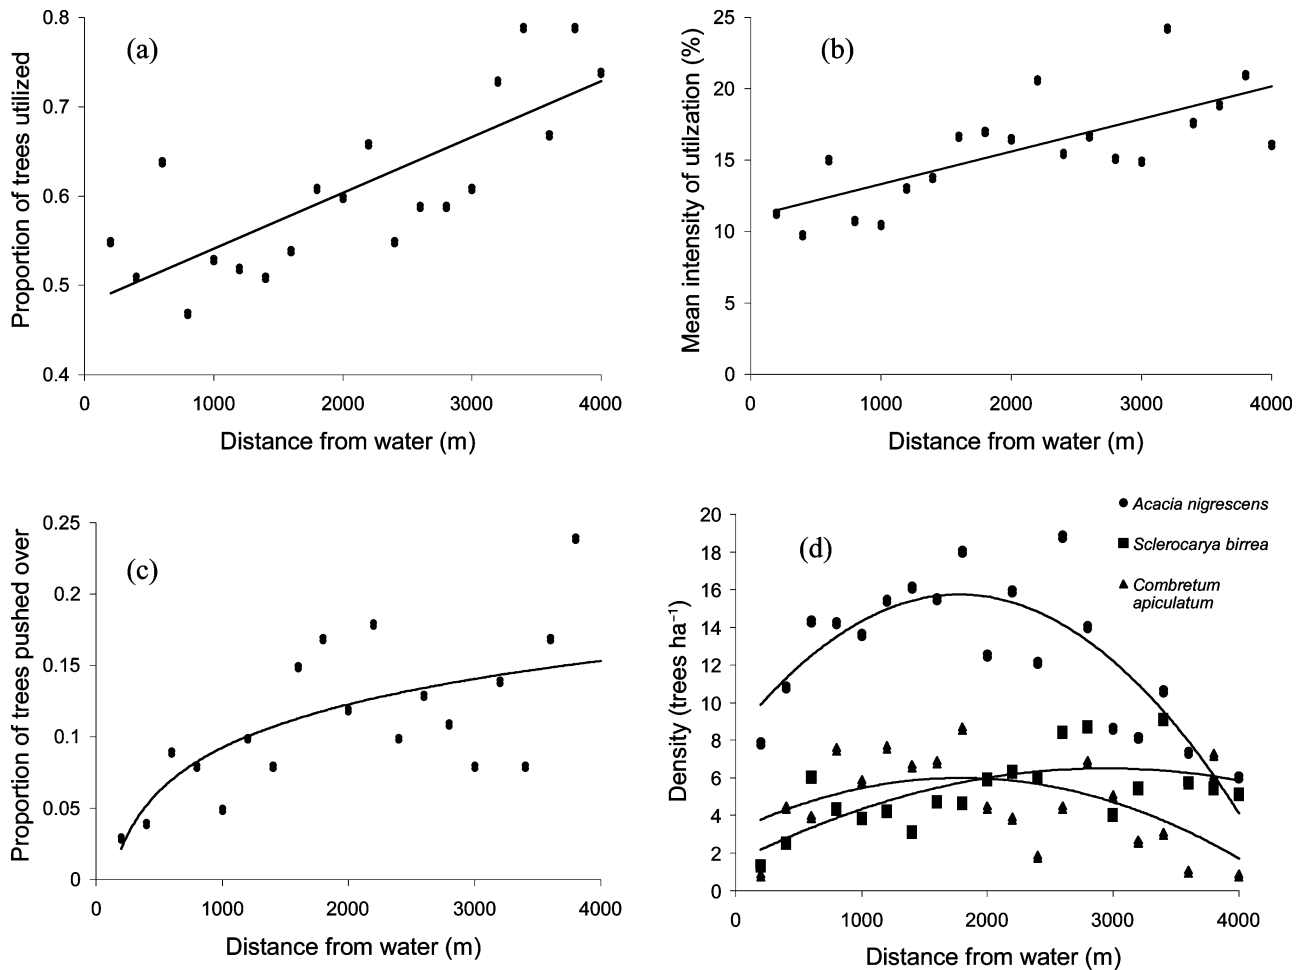 (a)
Proportion of trees utilized
0.8
0.7
0.6
0.5
0.4
0 1000 2000 3000 4000
Distance from water (m)
(b)
Mean intensity of utilzation (%)
25
20
15
10
5
0
0 1000 2000 3000 4000
Distance from water (m)
(c)
Proportion of trees pushed over
0.25
0.2
0.15
0.1
0.05
0
0 1000 2000 3000 4000
Distance from water (m)
(d)
Density (trees ha⁻¹)
20
18
16
14
12
10
8
6
4
2
0
0 1000 2000 3000 4000
Distance from water (m)
Acacia nigrescens
Sclerocarya birrea
Combretum
apiculatum